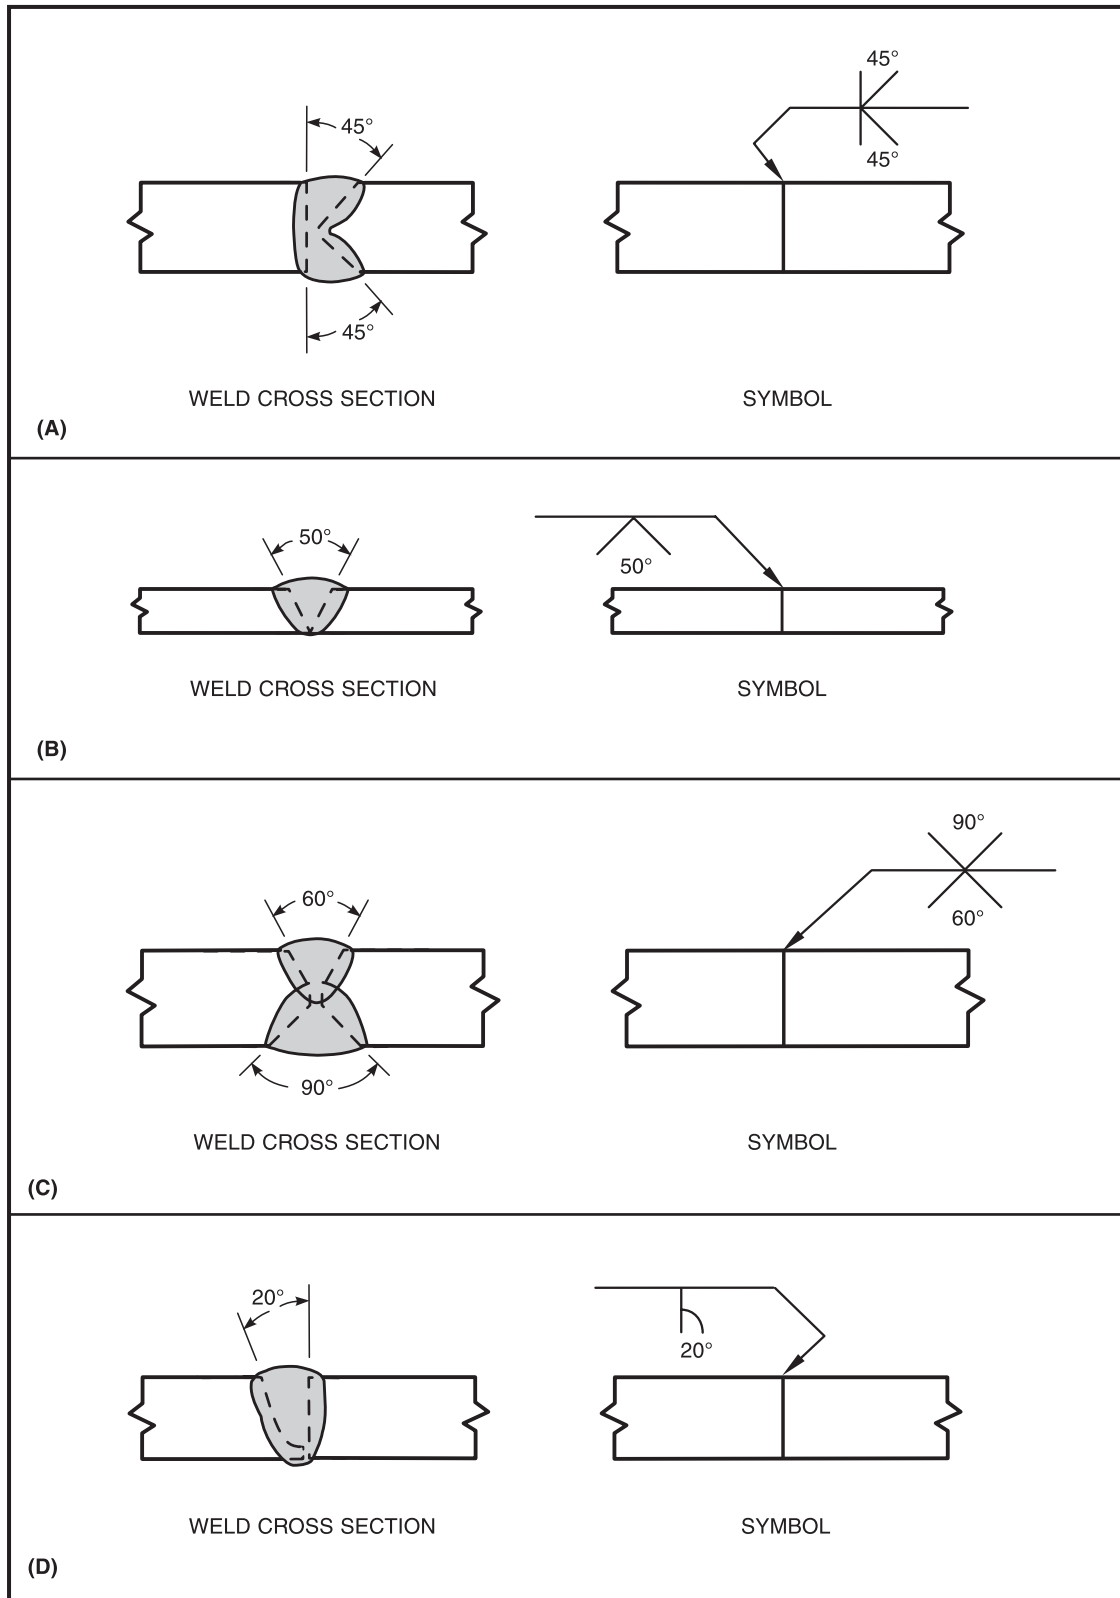 45°
45°
45°
45°
WELD CROSS SECTION
SYMBOL
(A)
50°
50°
WELD CROSS SECTION
SYMBOL
(B)
90°
60°
60°
90°
WELD CROSS SECTION
SYMBOL
(C)
20°
20°
WELD CROSS SECTION
SYMBOL
(D)